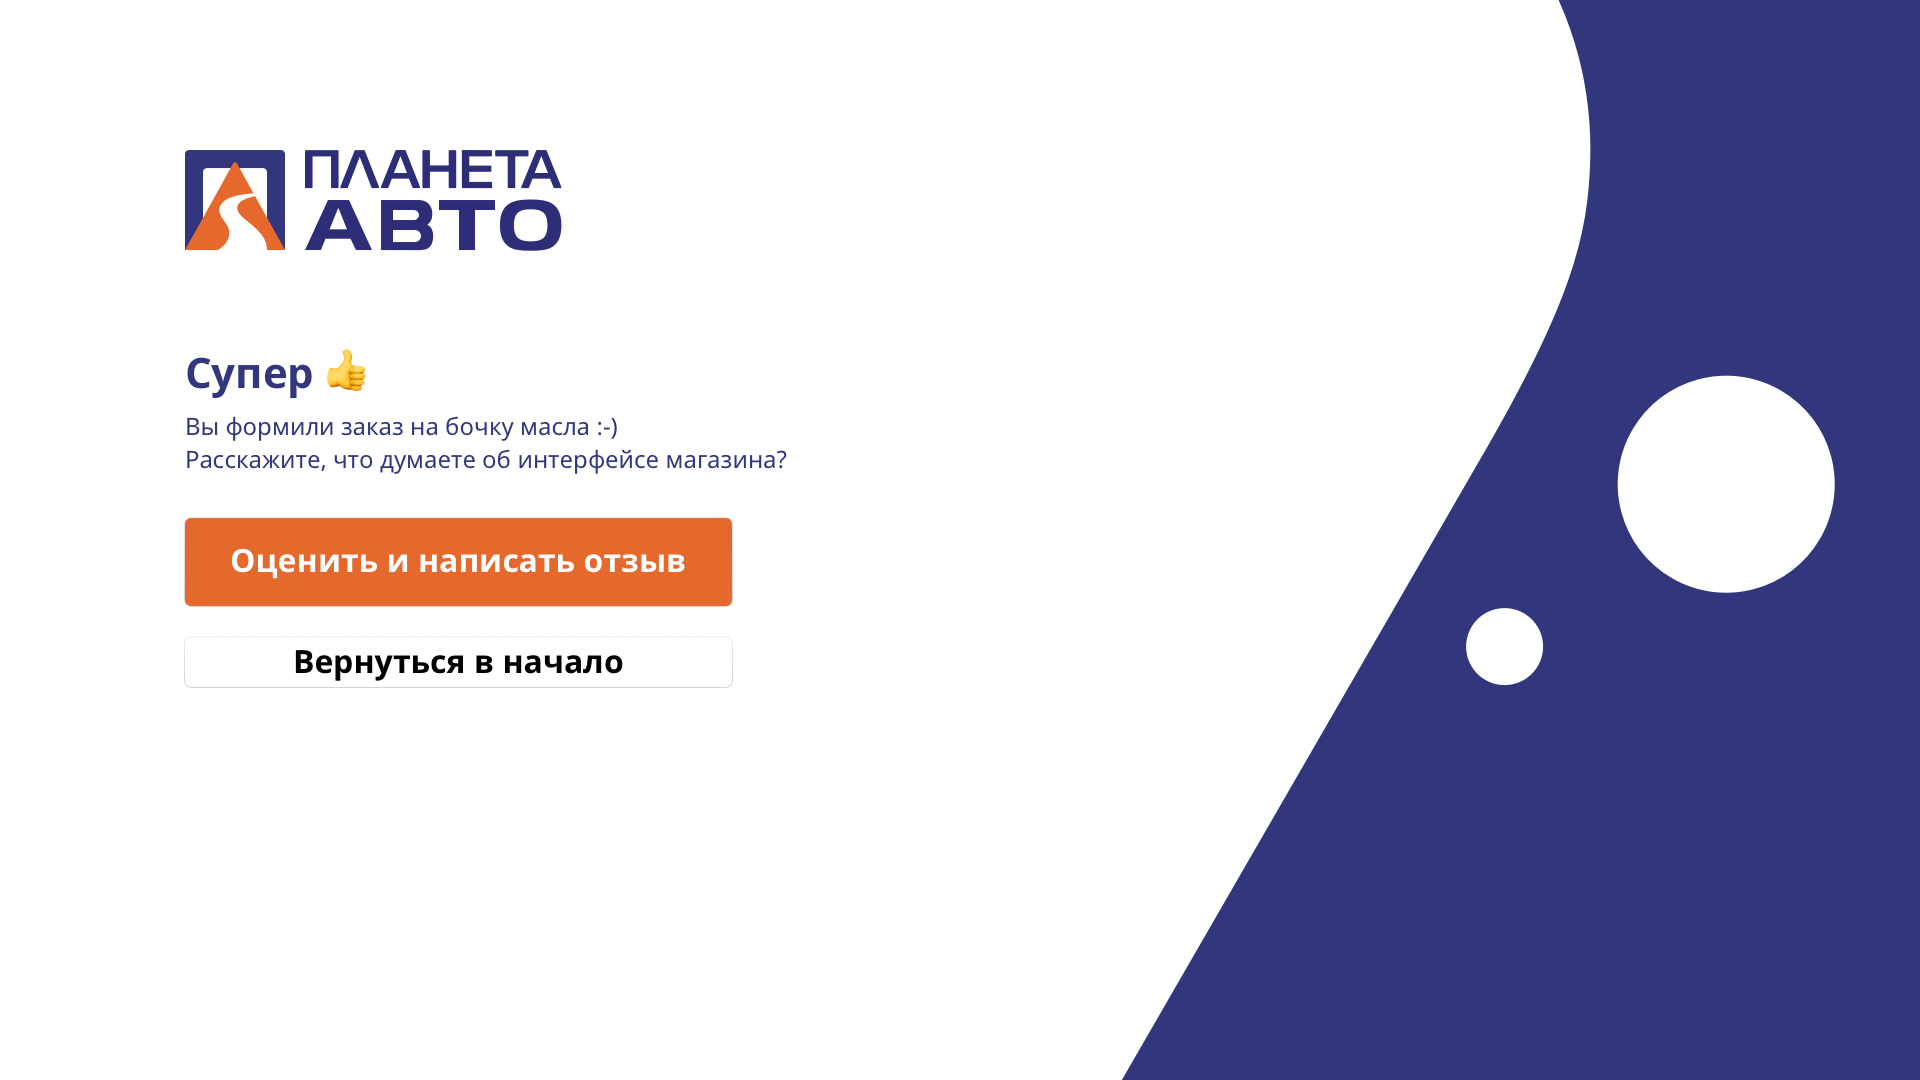 ПЛАНЕТА
АВТО
Супер 👍
Вы формили заказ на бочку масла :-)
Расскажите, что думаете об интерфейсе магазина?
Оценить и написать отзыв
Вернуться в начало